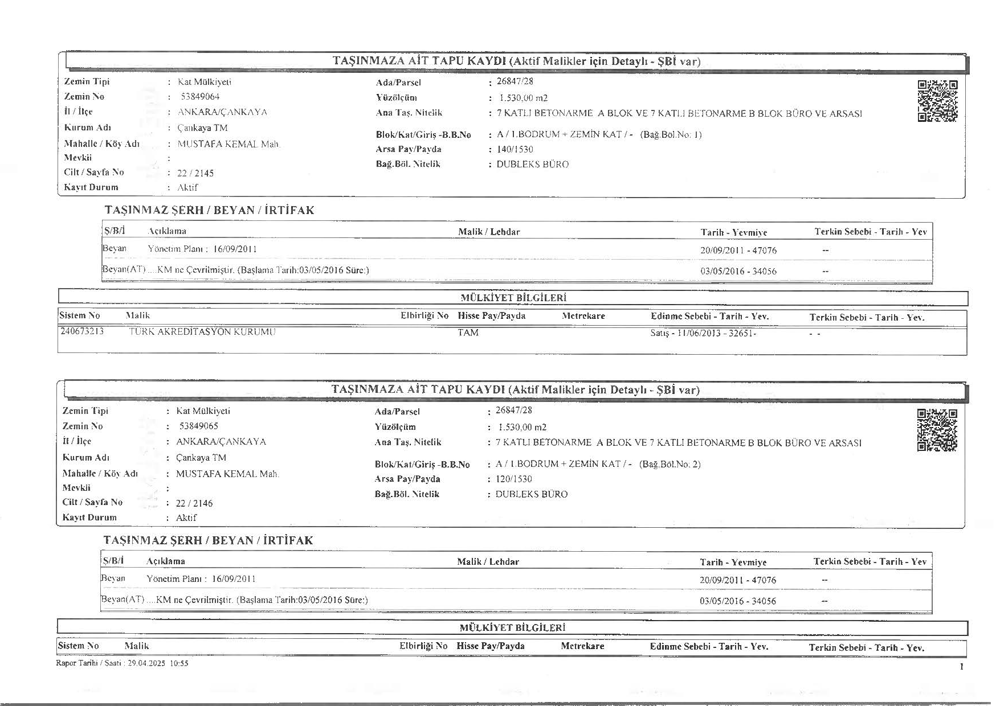 TAŞINMAZA AİT TAPU KAYDI (Aktif Malikler için Detaylı - ŞBİ var)
Zemin Tipi : Kat Mülkiyeti Ada/Parsel : 26847/28
Zemin No : 53849064 Yüzölçüm : 1.530,00 m2
İl / İlçe : ANKARA/ÇANKAYA Ana Taş. Nitelik : 7 KATLI BETONARME A BLOK VE 7 KATLI BETONARME B BLOK BÜRO VE ARSASI
Kurum Adı : Çankaya TM Blok/Kat/Giriş -B.B.No : A / 1.BODRUM + ZEMİN KAT / - (Bağ.Böl.No: 1)
Mahalle / Köy Adı : MUSTAFA KEMAL Mah. Arsa Pay/Payda : 140/1530
Mevkii : Bağ.Böl. Nitelik : DUBLEKS BÜRO
Cilt / Sayfa No : 22 / 2145
Kayıt Durum : Aktif
TAŞINMAZ ŞERH / BEYAN / İRTİFAK
Ş/B/İ Açıklama Malik / Lehdar Tarih - Yevmiye Terkin Sebebi - Tarih - Yev
Beyan Yönetim Planı : 16/09/2011 20/09/2011 - 47076 --
Beyan(AT) ....KM ne Çevrilmiştir. (Başlama Tarih:03/05/2016 Süre:) 03/05/2016 - 34056 --
MÜLKİYET BİLGİLERİ
Sistem No Malik Elbirliği No Hisse Pay/Payda Metrekare Edinme Sebebi - Tarih - Yev. Terkin Sebebi - Tarih - Yev.
240673213 TÜRK AKREDİTASYON KURUMU TAM Satış - 11/06/2013 - 32651- - -
TAŞINMAZA AİT TAPU KAYDI (Aktif Malikler için Detaylı - ŞBİ var)
Zemin Tipi : Kat Mülkiyeti Ada/Parsel : 26847/28
Zemin No : 53849065 Yüzölçüm : 1.530,00 m2
İl / İlçe : ANKARA/ÇANKAYA Ana Taş. Nitelik : 7 KATLI BETONARME A BLOK VE 7 KATLI BETONARME B BLOK BÜRO VE ARSASI
Kurum Adı : Çankaya TM Blok/Kat/Giriş -B.B.No : A / 1.BODRUM + ZEMİN KAT / - (Bağ.Böl.No: 2)
Mahalle / Köy Adı : MUSTAFA KEMAL Mah. Arsa Pay/Payda : 120/1530
Mevkii : Bağ.Böl. Nitelik : DUBLEKS BÜRO
Cilt / Sayfa No : 22 / 2146
Kayıt Durum : Aktif
TAŞINMAZ ŞERH / BEYAN / İRTİFAK
Ş/B/İ Açıklama Malik / Lehdar Tarih - Yevmiye Terkin Sebebi - Tarih - Yev
Beyan Yönetim Planı : 16/09/2011 20/09/2011 - 47076 --
Beyan(AT) ....KM ne Çevrilmiştir. (Başlama Tarih:03/05/2016 Süre:) 03/05/2016 - 34056 --
MÜLKİYET BİLGİLERİ
Sistem No Malik Elbirliği No Hisse Pay/Payda Metrekare Edinme Sebebi - Tarih - Yev. Terkin Sebebi - Tarih - Yev.
Rapor Tarihi / Saati : 29.04.2025 10:55 1